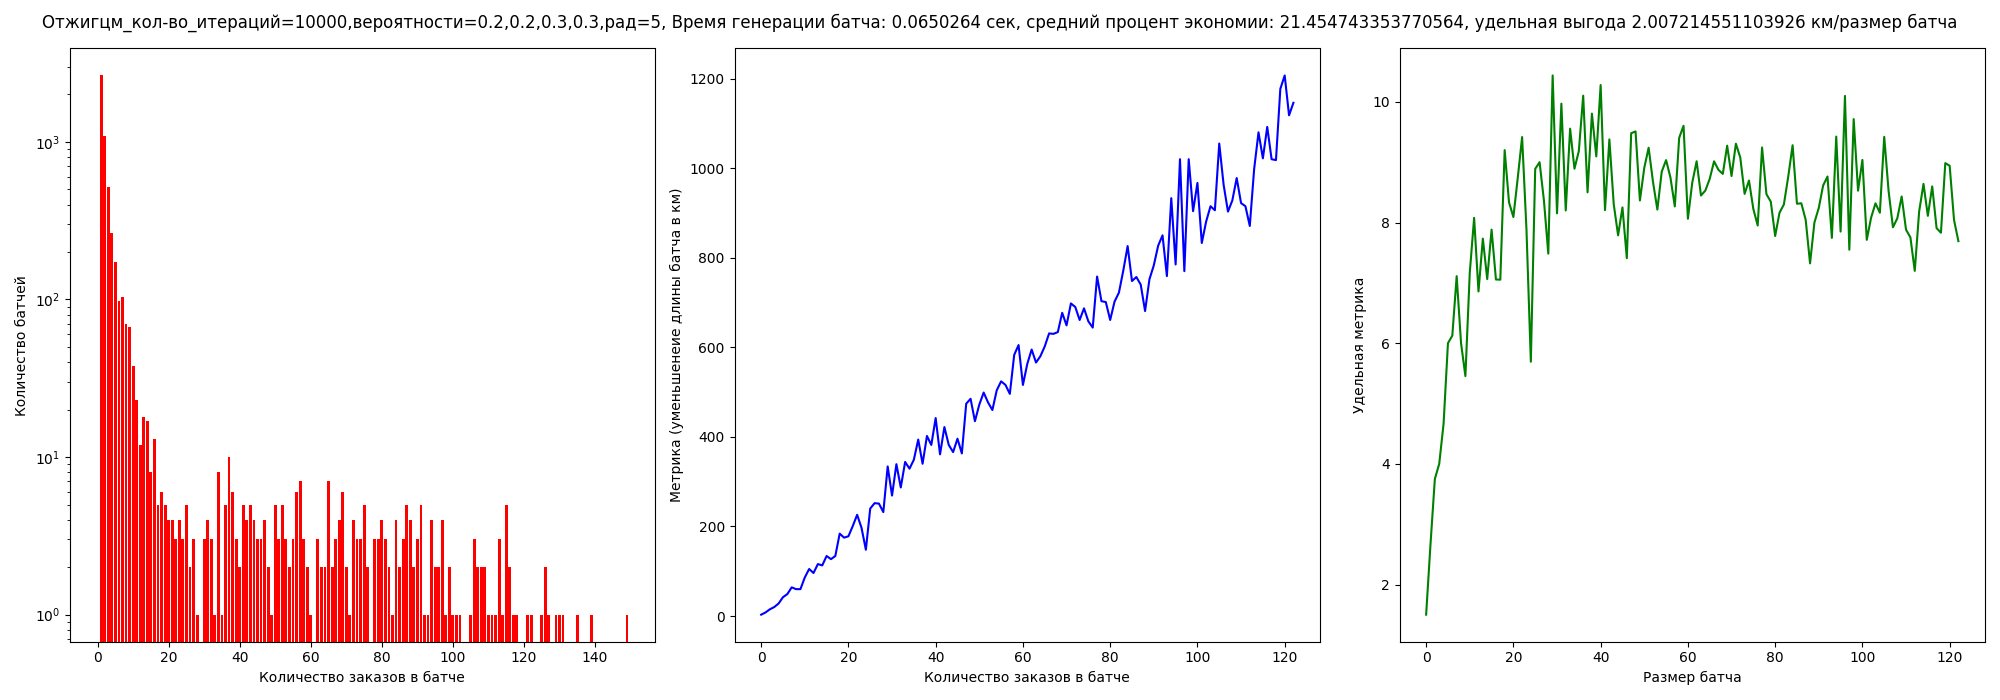 Отжигцм_кол-во_итераций=10000,вероятности=0.2,0.2,0.3,0.3,рад=5, Время генерации батча: 0.0650264 сек, средний процент экономии: 21.454743353770564, удельная выгода 2.007214551103926 км/размер батча
Количество батчей
10³
10²
10¹
10⁰
0 20 40 60 80 100 120 140
Количество заказов в батче
Метрика (уменьшенеие длины батча в км)
1200
1000
800
600
400
200
0
0 20 40 60 80 100 120
Количество заказов в батче
Удельная метрика
10
8
6
4
2
0 20 40 60 80 100 120
Размер батча